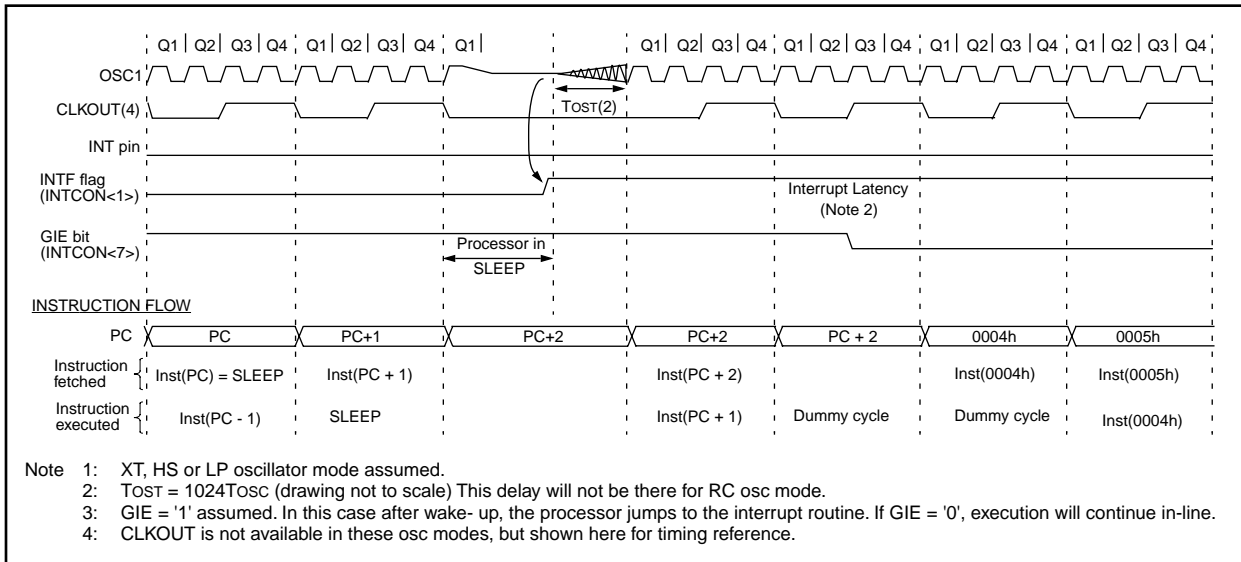 Q1 Q2 Q3 Q4 Q1 Q2 Q3 Q4 Q1 Q1 Q2 Q3 Q4 Q1 Q2 Q3 Q4 Q1 Q2 Q3 Q4 Q1 Q2 Q3 Q4
OSC1
TOST(2)
CLKOUT(4)
INT pin
INTF flag
(INTCON<1>)
Interrupt Latency
(Note 2)
GIE bit
(INTCON<7>)
Processor in
SLEEP
INSTRUCTION FLOW
PC PC PC+1 PC+2 PC+2 PC + 2 0004h 0005h
Instruction
fetched
Inst(PC) = SLEEP Inst(PC + 1) Inst(PC + 2) Inst(0004h) Inst(0005h)
Instruction
executed
Inst(PC - 1) SLEEP Inst(PC + 1) Dummy cycle Dummy cycle Inst(0004h)
Note 1: XT, HS or LP oscillator mode assumed.
2: TOST = 1024TOSC (drawing not to scale) This delay will not be there for RC osc mode.
3: GIE = '1' assumed. In this case after wake- up, the processor jumps to the interrupt routine. If GIE = '0', execution will continue in-line.
4: CLKOUT is not available in these osc modes, but shown here for timing reference.